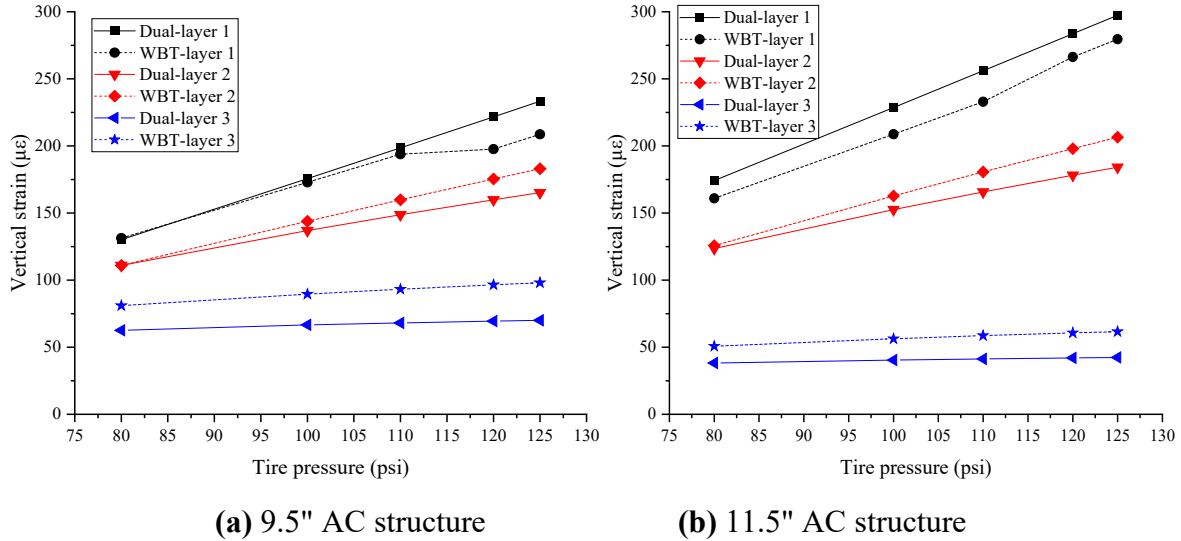 300
250
200
150
100
50
0
Vertical strain (με)
Dual-layer 1
WBT-layer 1
Dual-layer 2
WBT-layer 2
Dual-layer 3
WBT-layer 3
75 80 85 90 95 100 105 110 115 120 125 130
Tire pressure (psi)
(a) 9.5" AC structure
300
250
200
150
100
50
0
Vertical strain (με)
Dual-layer 1
WBT-layer 1
Dual-layer 2
WBT-layer 2
Dual-layer 3
WBT-layer 3
75 80 85 90 95 100 105 110 115 120 125 130
Tire pressure (psi)
(b) 11.5" AC structure